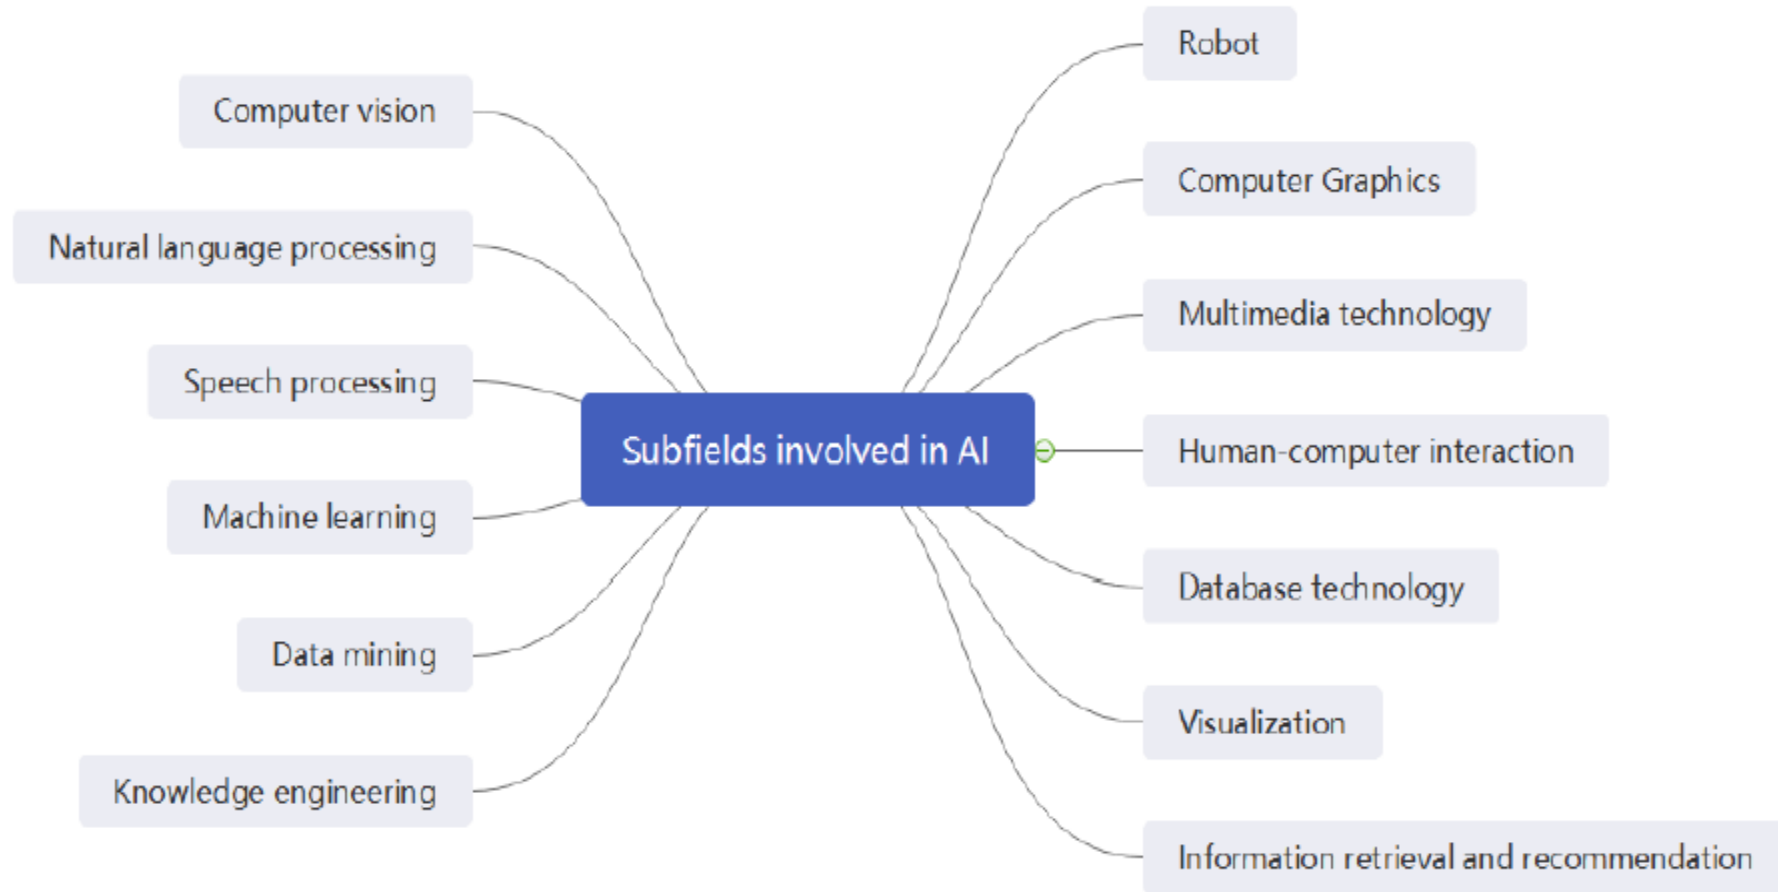 Robot
Computer vision
Computer Graphics
Natural language processing
Multimedia technology
Speech processing
Subfields involved in AI
Human-computer interaction
Machine learning
Database technology
Data mining
Visualization
Knowledge engineering
Information retrieval and recommendation